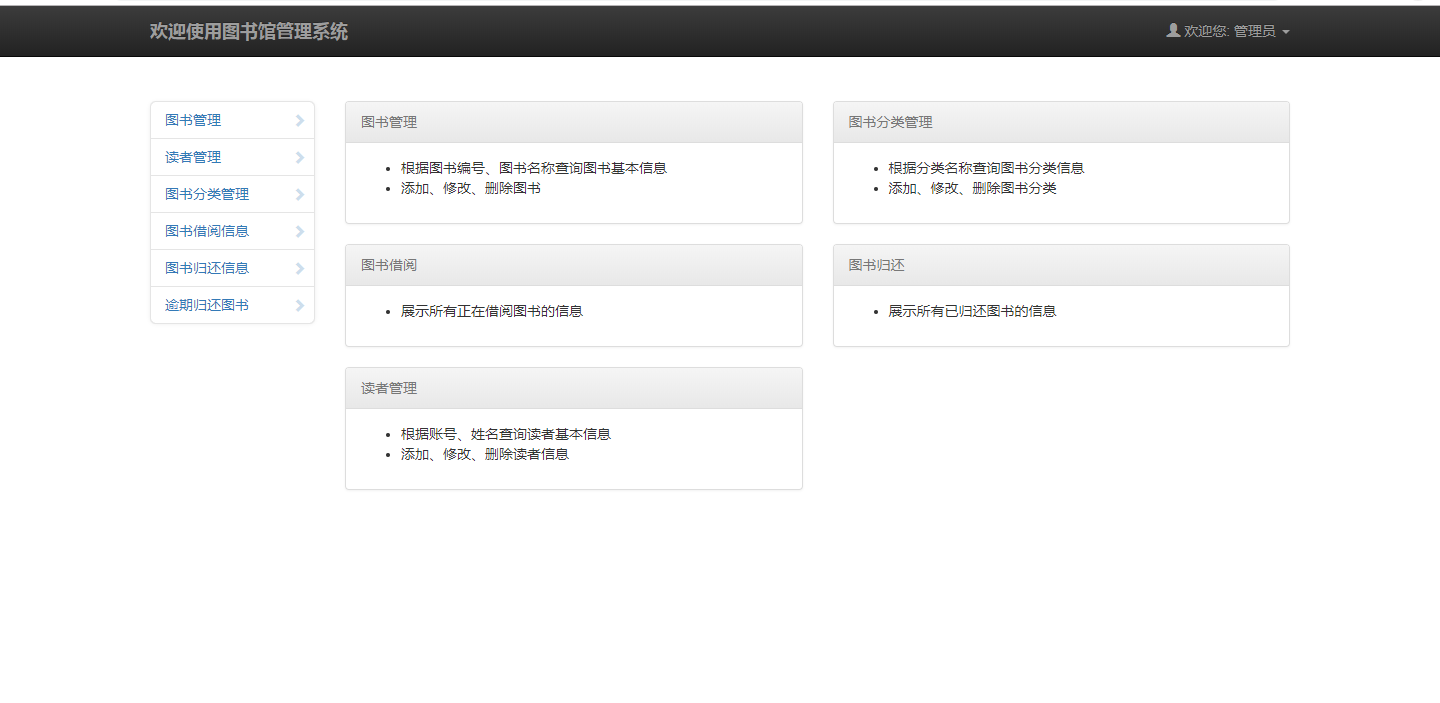 欢迎使用图书馆管理系统
欢迎您: 管理员
图书管理
读者管理
图书分类管理
图书借阅信息
图书归还信息
逾期归还图书
图书管理
根据图书编号、图书名称查询图书基本信息
添加、修改、删除图书
图书分类管理
根据分类名称查询图书分类信息
添加、修改、删除图书分类
图书借阅
展示所有正在借阅图书的信息
图书归还
展示所有已归还图书的信息
读者管理
根据账号、姓名查询读者基本信息
添加、修改、删除读者信息